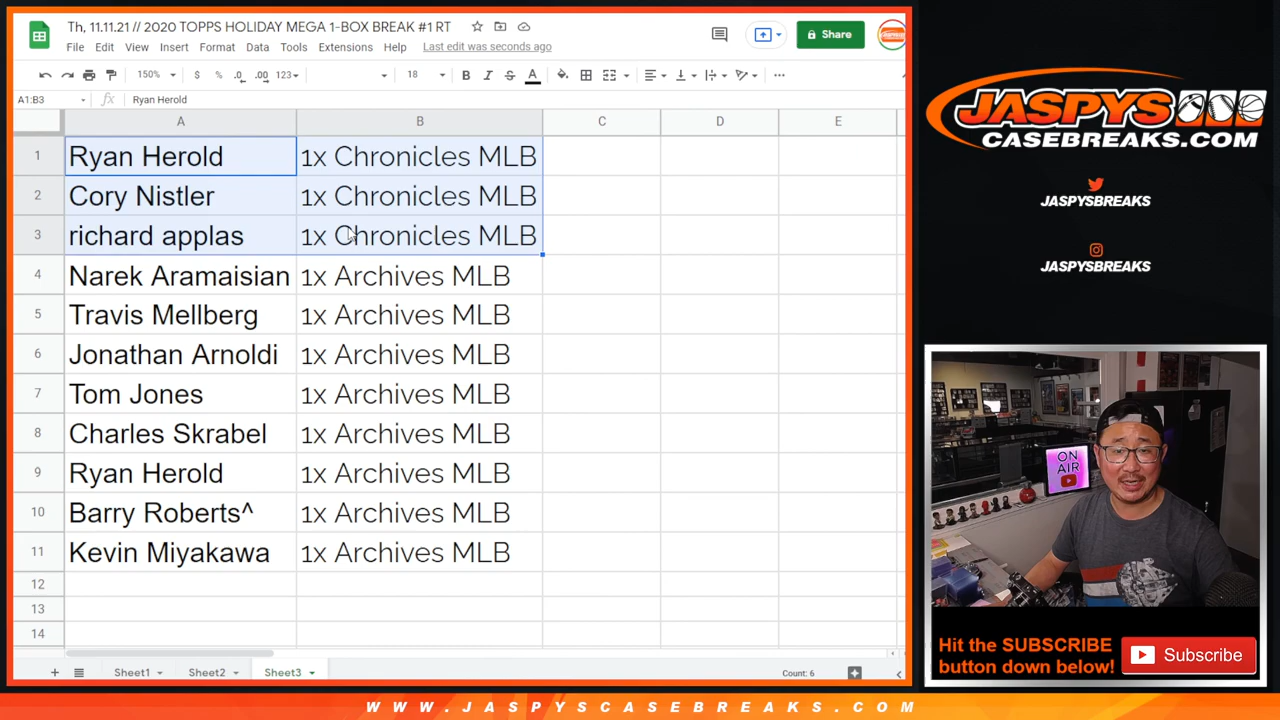 Th, 11.11.21 // 2020 TOPPS HOLIDAY MEGA 1-BOX BREAK #1 RT
File Edit View Insert Format Data Tools Extensions Help Last edit was seconds ago
Share
150% $ % .0 .00 123 18 B I S A
A1:B3 fx Ryan Herold
A B C D E
1 Ryan Herold 1x Chronicles MLB
2 Cory Nistler 1x Chronicles MLB
3 richard applas 1x Chronicles MLB
4 Narek Aramaisian 1x Archives MLB
5 Travis Mellberg 1x Archives MLB
6 Jonathan Arnoldi 1x Archives MLB
7 Tom Jones 1x Archives MLB
8 Charles Skrabel 1x Archives MLB
9 Ryan Herold 1x Archives MLB
10 Barry Roberts^ 1x Archives MLB
11 Kevin Miyakawa 1x Archives MLB
12
13
14
+ Sheet1 Sheet2 Sheet3 Count: 6
JASPYS
CASEBREAKS.COM
JASPYSBREAKS
JASPYSBREAKS
ON
AIR
Hit the SUBSCRIBE
button down below!
Subscribe
WWW.JASPYSCASEBREAKS.COM